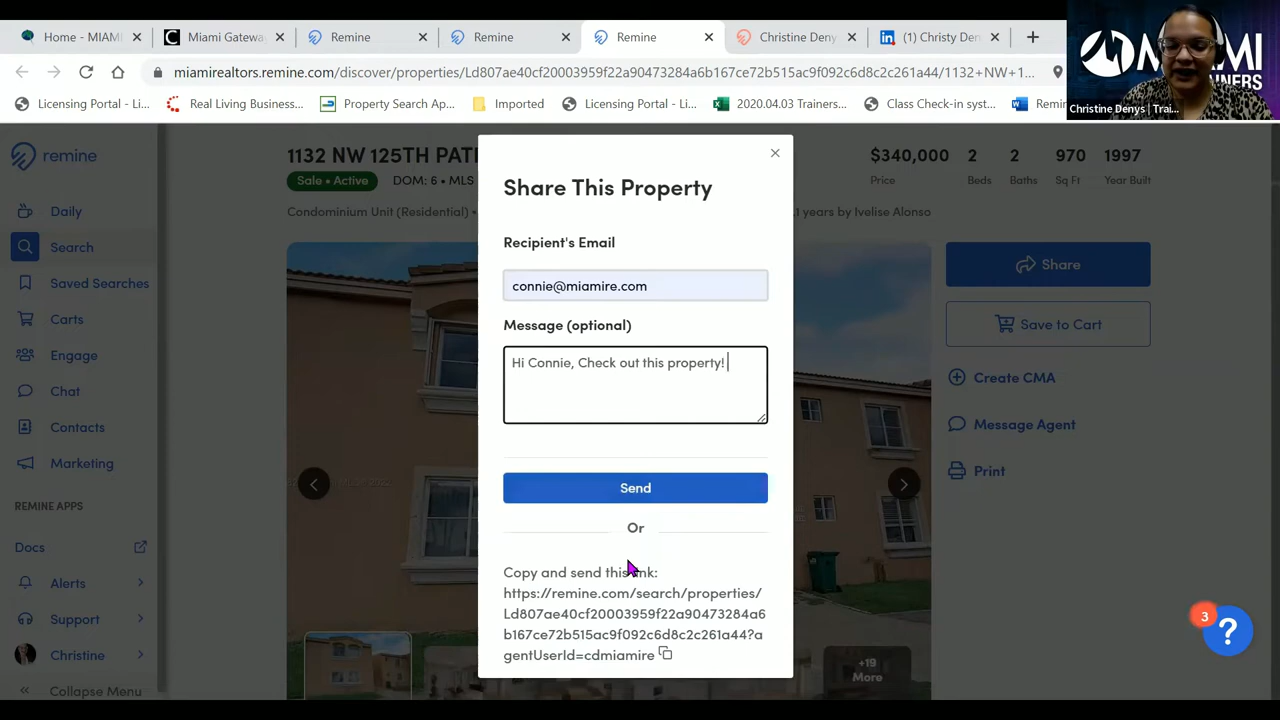 Home - MIAMI
Miami Gatewa
Remine
Remine
Remine
Christine Deny
(1) Christy Den
miamirealtors.remine.com/discover/properties/Ld807ae40cf20003959f22a90473284a6b167ce72b515ac9f092c6d8c2c261a44/1132+NW+1...
Licensing Portal - Li...
Real Living Business...
Property Search Ap...
Imported
Licensing Portal - Li...
2020.04.03 Trainers...
Class Check-in syst...
Christine Denys | Trai...
remine
Daily
Search
Saved Searches
Carts
Engage
Chat
Contacts
Marketing
REMINE APPS
Docs
Alerts
Support
Christine
Collapse Menu
1132 NW 125TH PAT
Sale • Active
DOM: 6 • MLS
Condominium Unit (Residential) •
.1 years by Ivelise Alonso
$340,000 2 2 970 1997
Price Beds Baths Sq Ft Year Built
Share This Property
Recipient's Email
connie@miamire.com
Message (optional)
Hi Connie, Check out this property!
Send
Or
Copy and send this link:
https://remine.com/search/properties/
Ld807ae40cf20003959f22a90473284a6
b167ce72b515ac9f092c6d8c2c261a44?a
gentUserId=cdmiamire
Share
Save to Cart
Create CMA
Message Agent
Print
+19
More
3
?